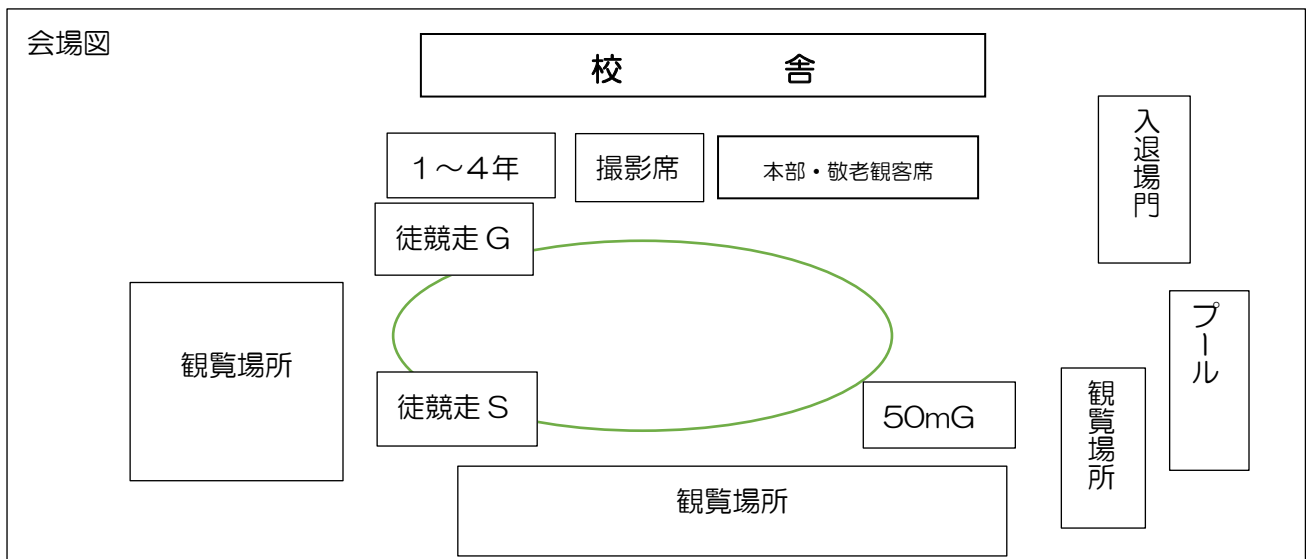 会場図
校　　　　舎
１～４年
撮影席
本部・敬老観客席
入退場門
徒競走Ｇ
プール
観覧場所
徒競走Ｓ
50mG
観覧場所
観覧場所